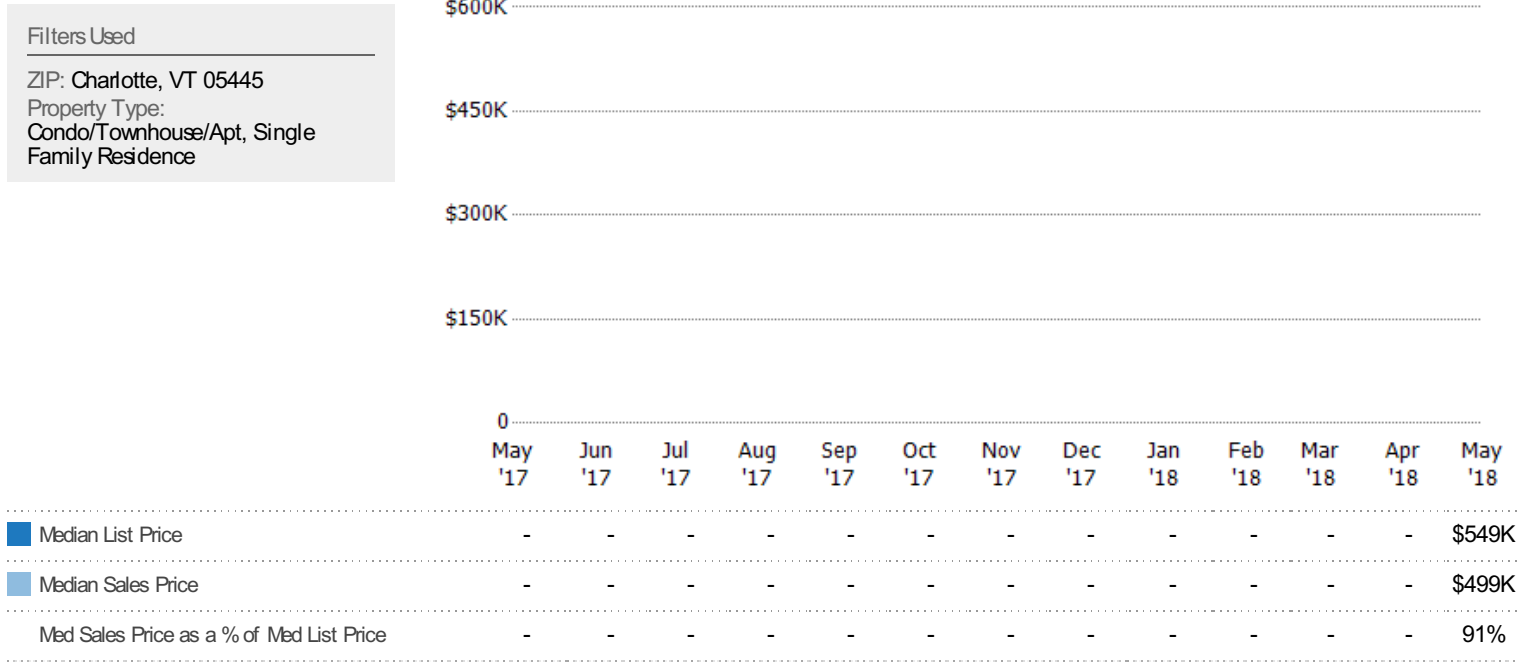 Filters Used
ZIP: Charlotte, VT 05445
Property Type:
Condo/Townhouse/Apt, Single
Family Residence
$600K
$450K
$300K
$150K
0
May Jun Jul Aug Sep Oct Nov Dec Jan Feb Mar Apr May
'17 '17 '17 '17 '17 '17 '17 '17 '18 '18 '18 '18 '18
Median List Price - - - - - - - - - - - - $549K
Median Sales Price - - - - - - - - - - - - $499K
Med Sales Price as a % of Med List Price - - - - - - - - - - - - 91%